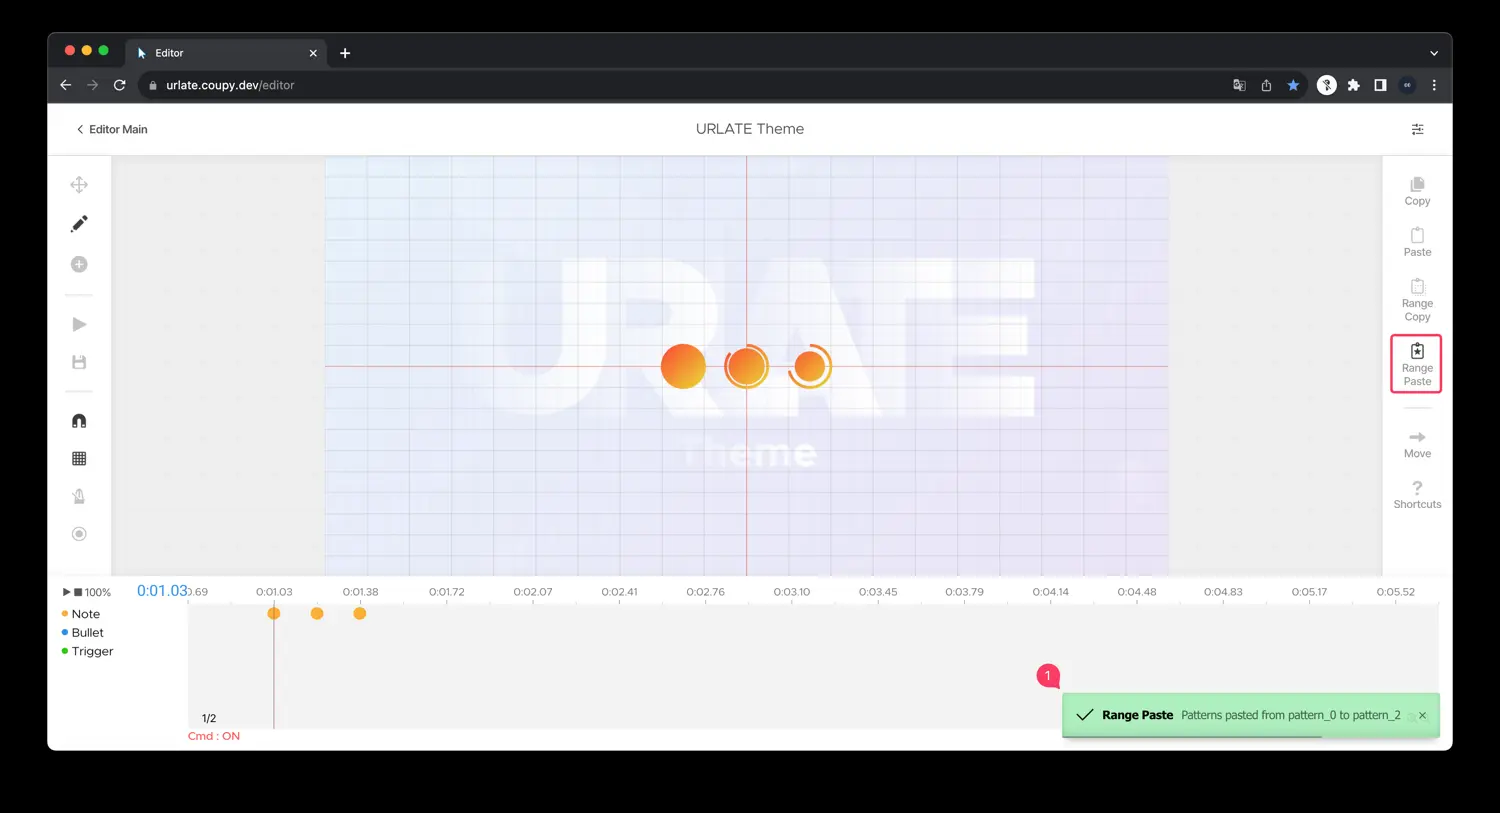 Editor
urlate.coupy.dev/editor
Editor Main
URLATE Theme
Copy
Paste
Range
Copy
Range
Paste
Move
?
Shortcuts
URATE
Theme
100%
0:01.03
0.69 0:01.03 0:01.38 0:01.72 0:02.07 0:02.41 0:02.76 0:03.10 0:03.45 0:03.79 0:04.14 0:04.48 0:04.83 0:05.17 0:05.52
Note
Bullet
Trigger
1
1/2
Range Paste Patterns pasted from pattern_0 to pattern_2
Cmd : ON